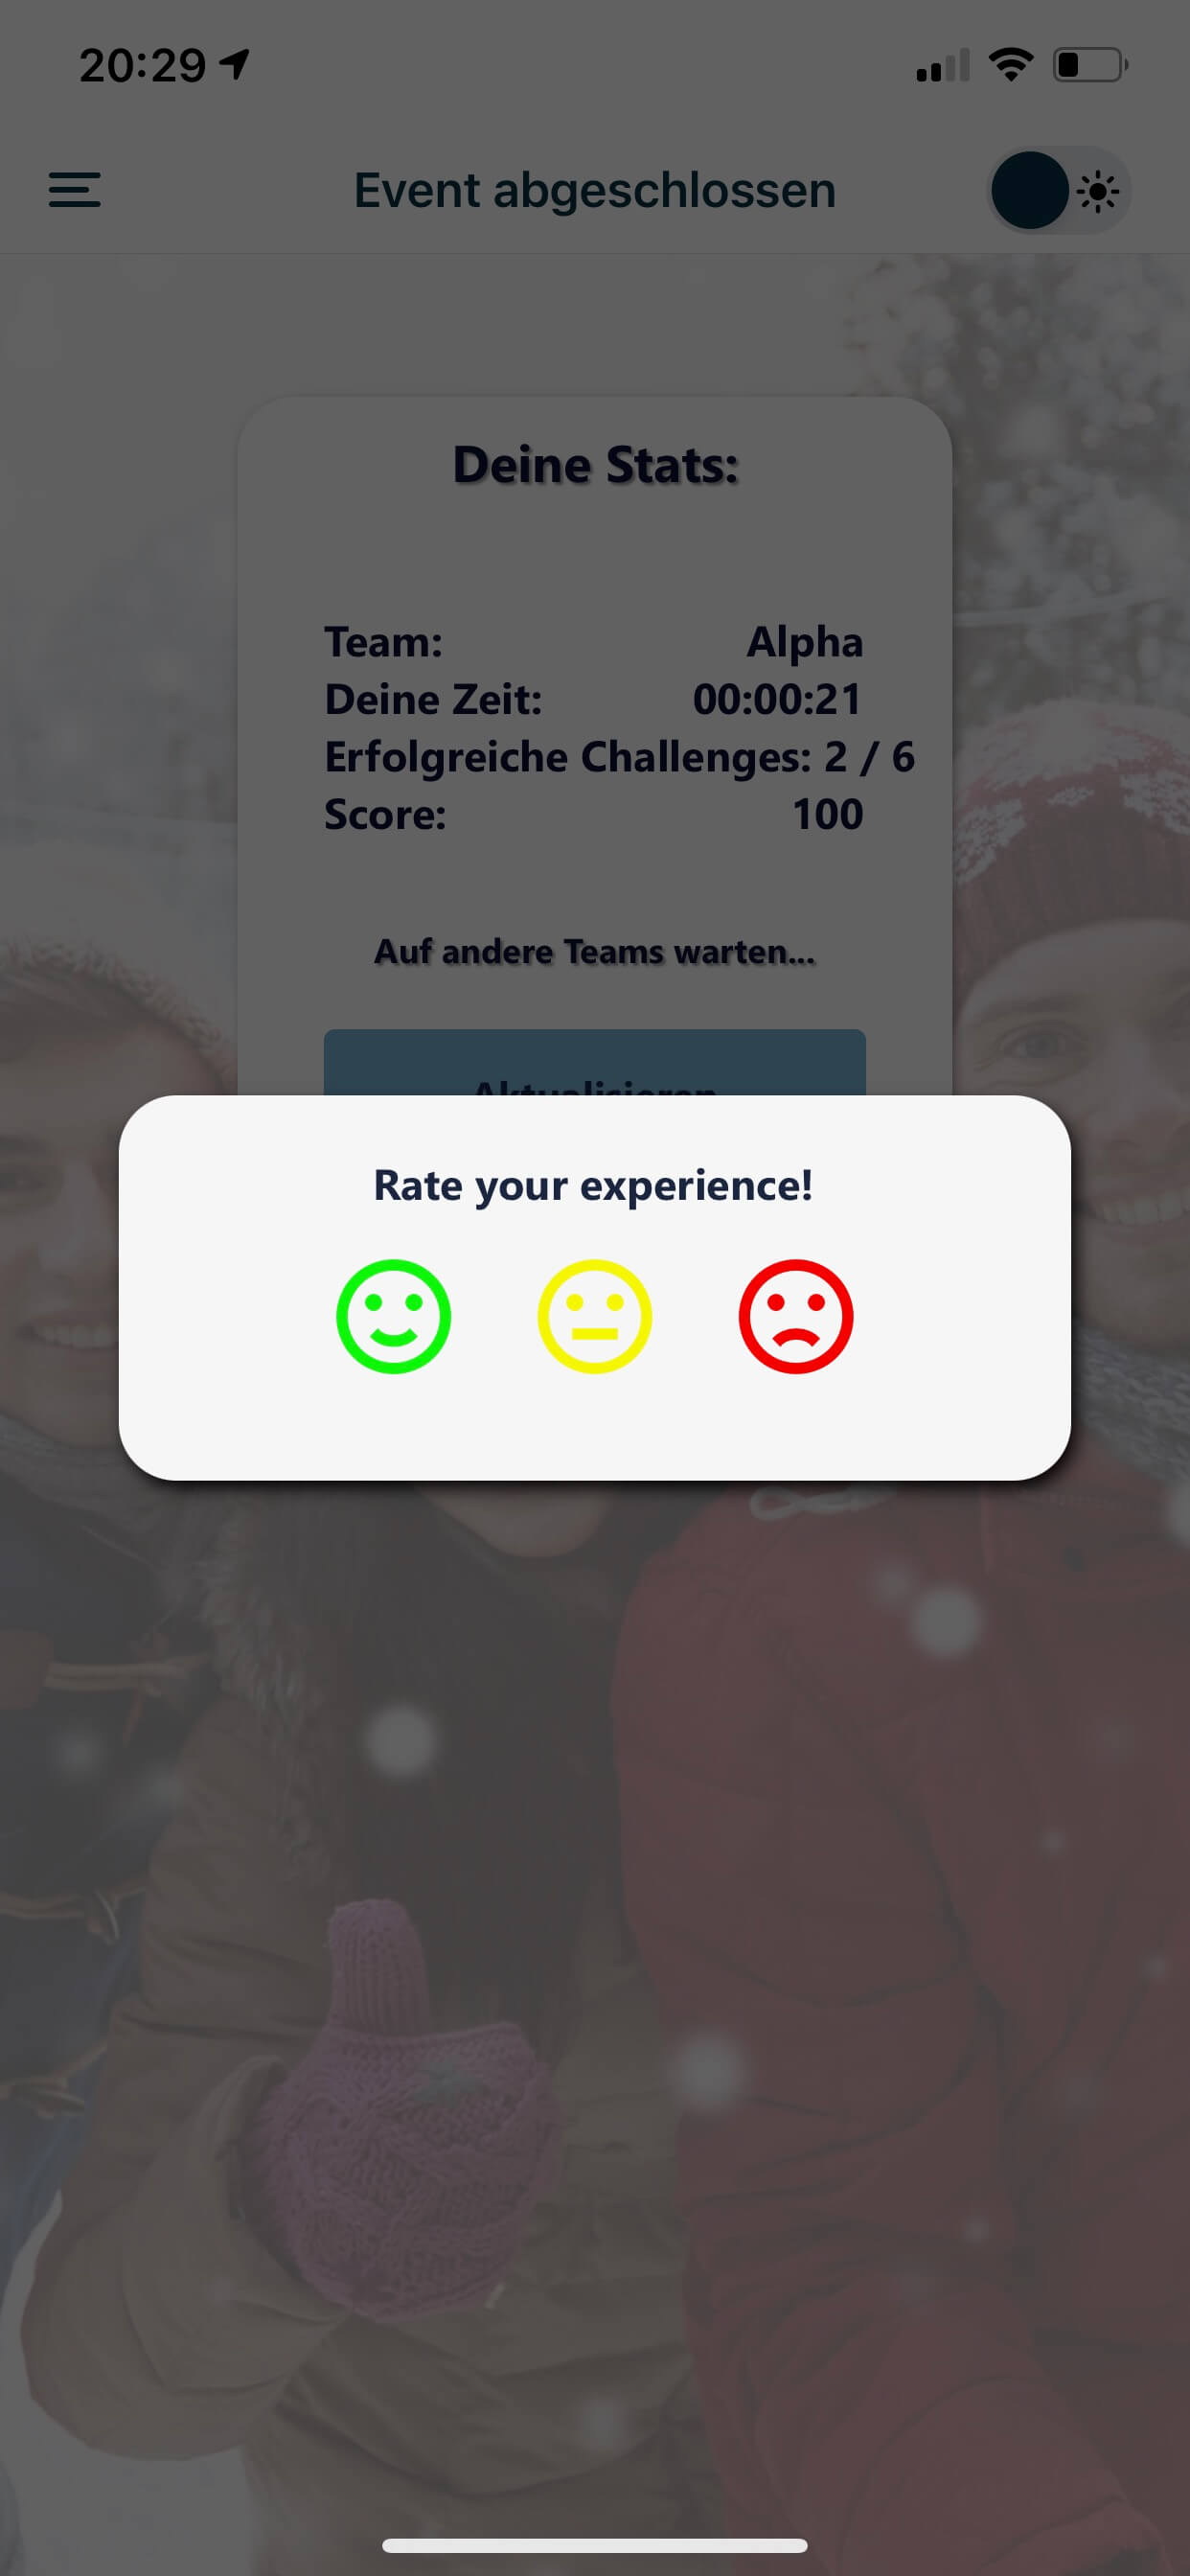 20:29
Event abgeschlossen
Deine Stats:
Team: Alpha
Deine Zeit: 00:00:21
Erfolgreiche Challenges: 2 / 6
Score: 100
Auf andere Teams warten...
Aktualisieren
Rate your experience!